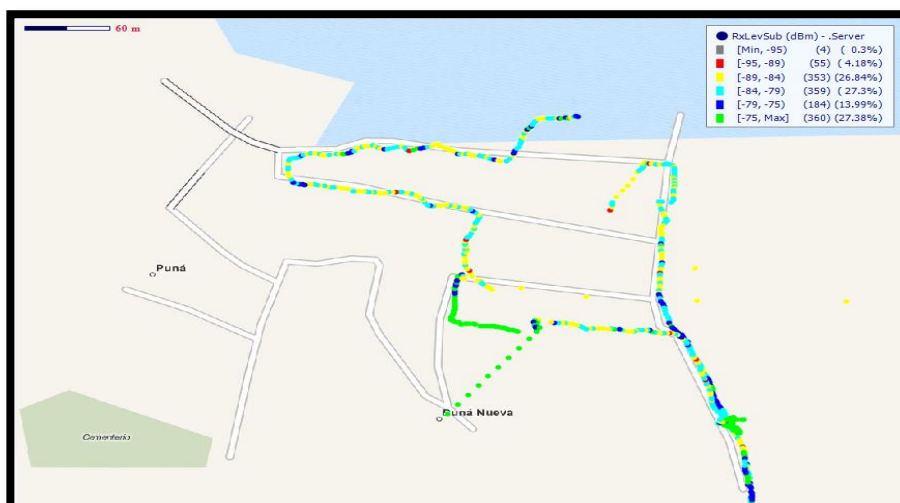 60 m
RxLevSub (dBm) - .Server
[Min, -95) (4) ( 0.3%)
[-95, -89) (55) ( 4.18%)
[-89, -84) (353) (26.84%)
[-84, -79) (359) ( 27.3%)
[-79, -75) (184) (13.99%)
[-75, Max] (360) (27.38%)
Puná
Puná Nueva
Cementerio